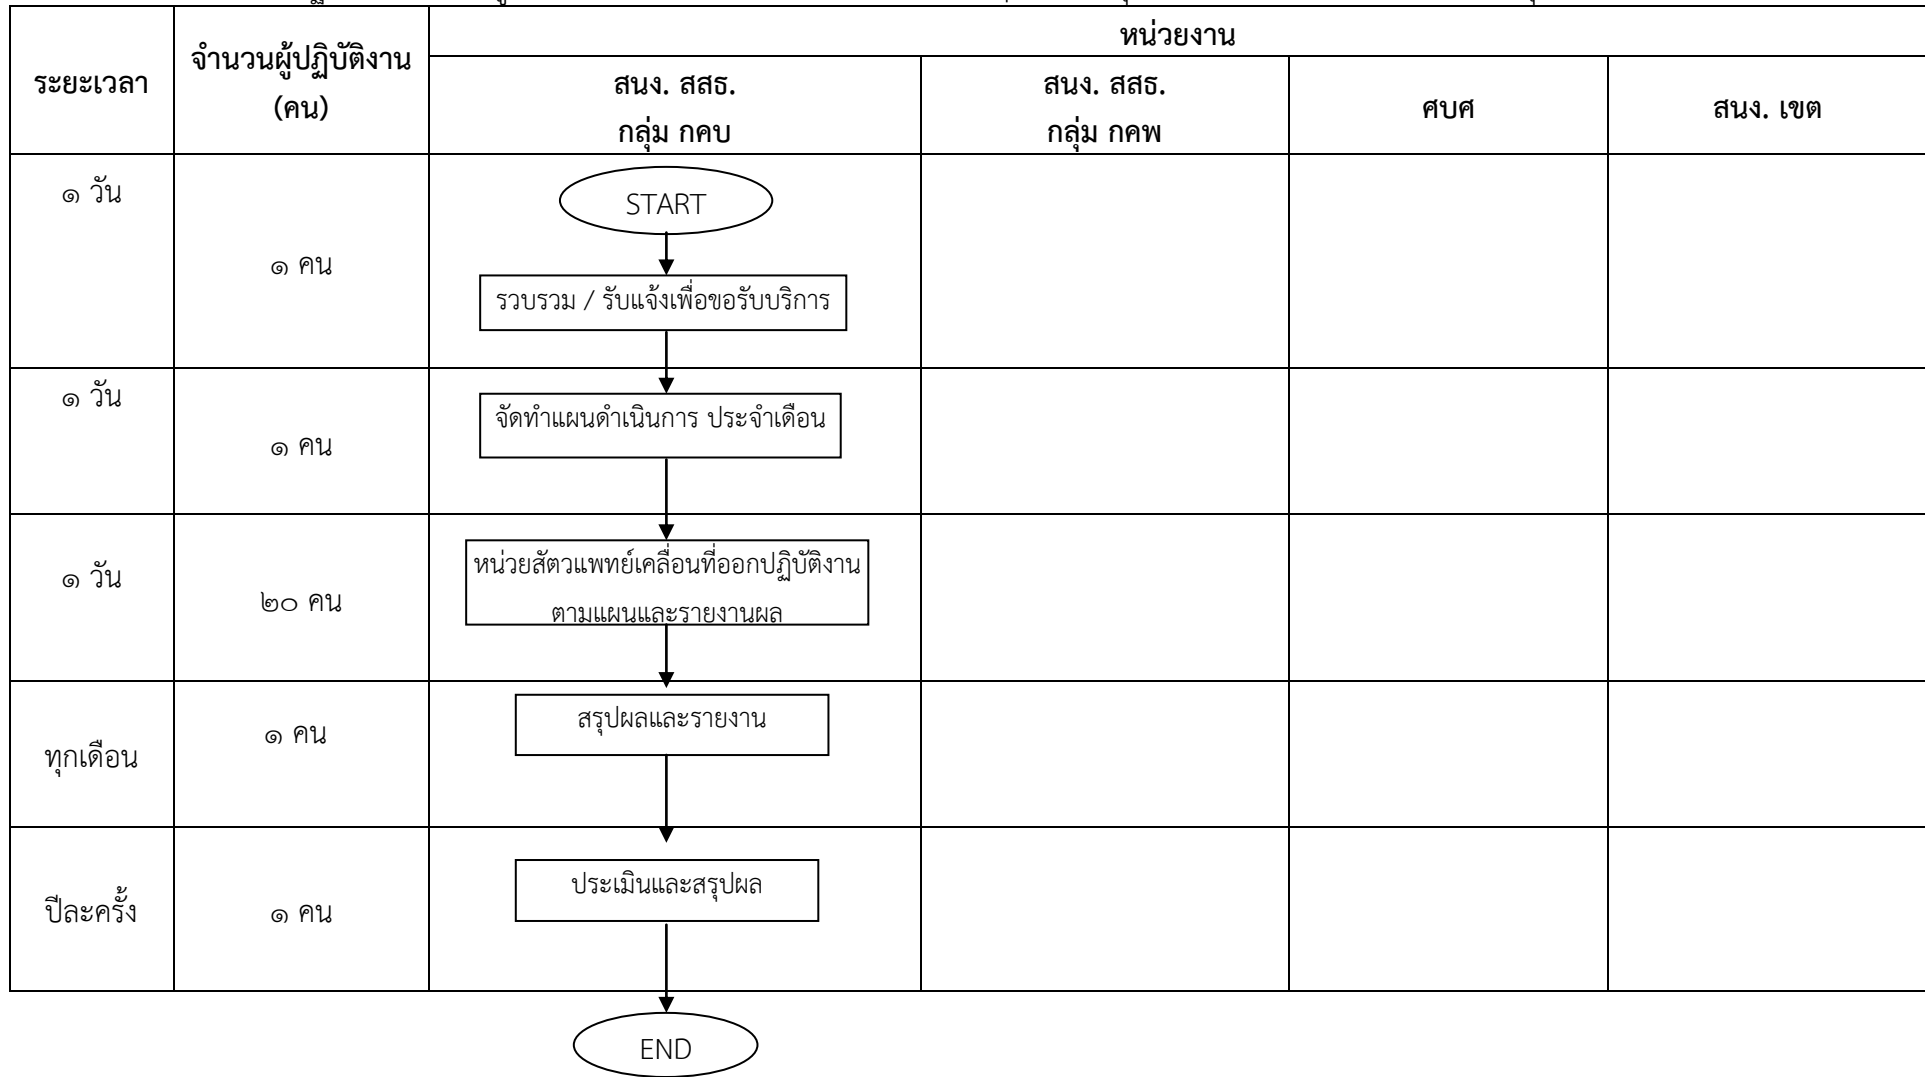 หน่วยงาน
ระยะเวลา
จำนวนผู้ปฏิบัติงาน
(คน)
สนง. สสธ.
กลุ่ม กคบ
สนง. สสธ.
กลุ่ม กคพ
ศบศ
สนง. เขต
๑ วัน
๑ คน
START
รวบรวม / รับแจ้งเพื่อขอรับบริการ
๑ วัน
๑ คน
จัดทำแผนดำเนินการ ประจำเดือน
๑ วัน
๒๐ คน
หน่วยสัตวแพทย์เคลื่อนที่ออกปฏิบัติงาน
ตามแผนและรายงานผล
ทุกเดือน
๑ คน
สรุปผลและรายงาน
ปีละครั้ง
๑ คน
ประเมินและสรุปผล
END